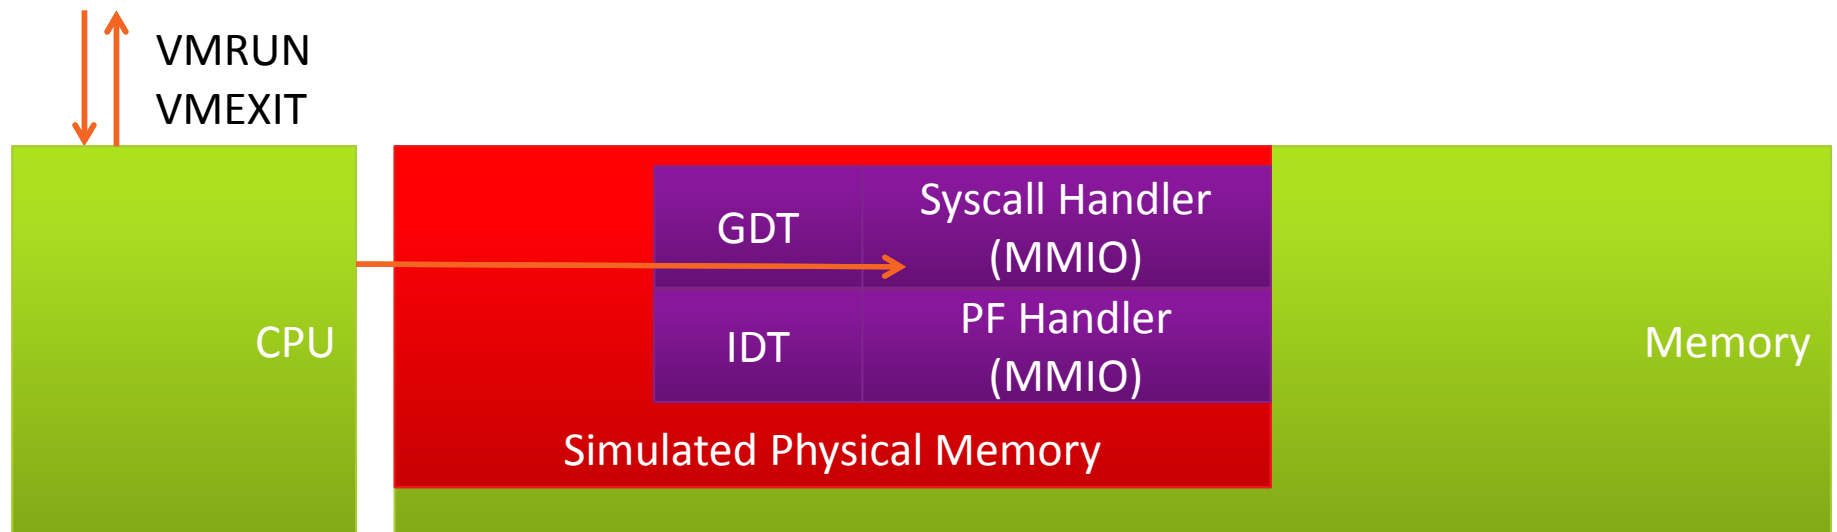 VMRUN
VMEXIT
GDT
Syscall Handler
(MMIO)
IDT
PF Handler
(MMIO)
CPU
Memory
Simulated Physical Memory